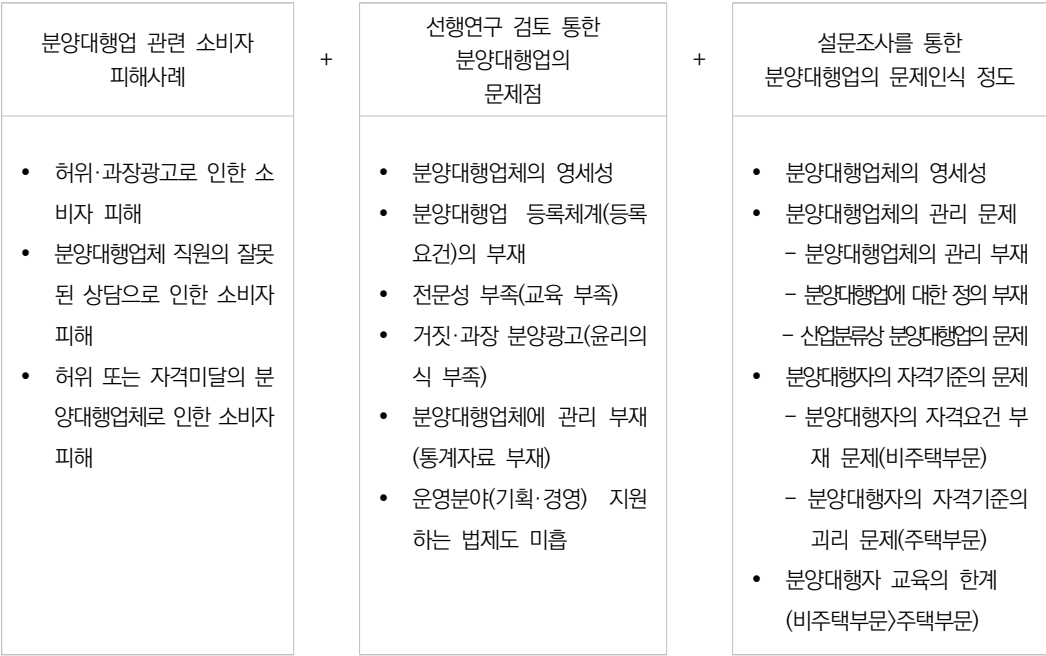 분양대행업 관련 소비자
피해사례
+
선행연구 검토 통한
분양대행업의
문제점
+
설문조사를 통한
분양대행업의 문제인식 정도
• 허위·과장광고로 인한 소
비자 피해
• 분양대행업체 직원의 잘못
된 상담으로 인한 소비자
피해
• 허위 또는 자격미달의 분
양대행업체로 인한 소비자
피해
• 분양대행업체의 영세성
• 분양대행업 등록체계(등록
요건)의 부재
• 전문성 부족(교육 부족)
• 거짓·과장 분양광고(윤리의
식 부족)
• 분양대행업체에 관리 부재
(통계자료 부재)
• 운영분야(기획·경영) 지원
하는 법제도 미흡
• 분양대행업체의 영세성
• 분양대행업체의 관리 문제
- 분양대행업체의 관리 부재
- 분양대행업에 대한 정의 부재
- 산업분류상 분양대행업의 문제
• 분양대행자의 자격기준의 문제
- 분양대행자의 자격요건 부
재 문제(비주택부문)
- 분양대행자의 자격기준의
괴리 문제(주택부문)
• 분양대행자 교육의 한계
(비주택부문>주택부문)